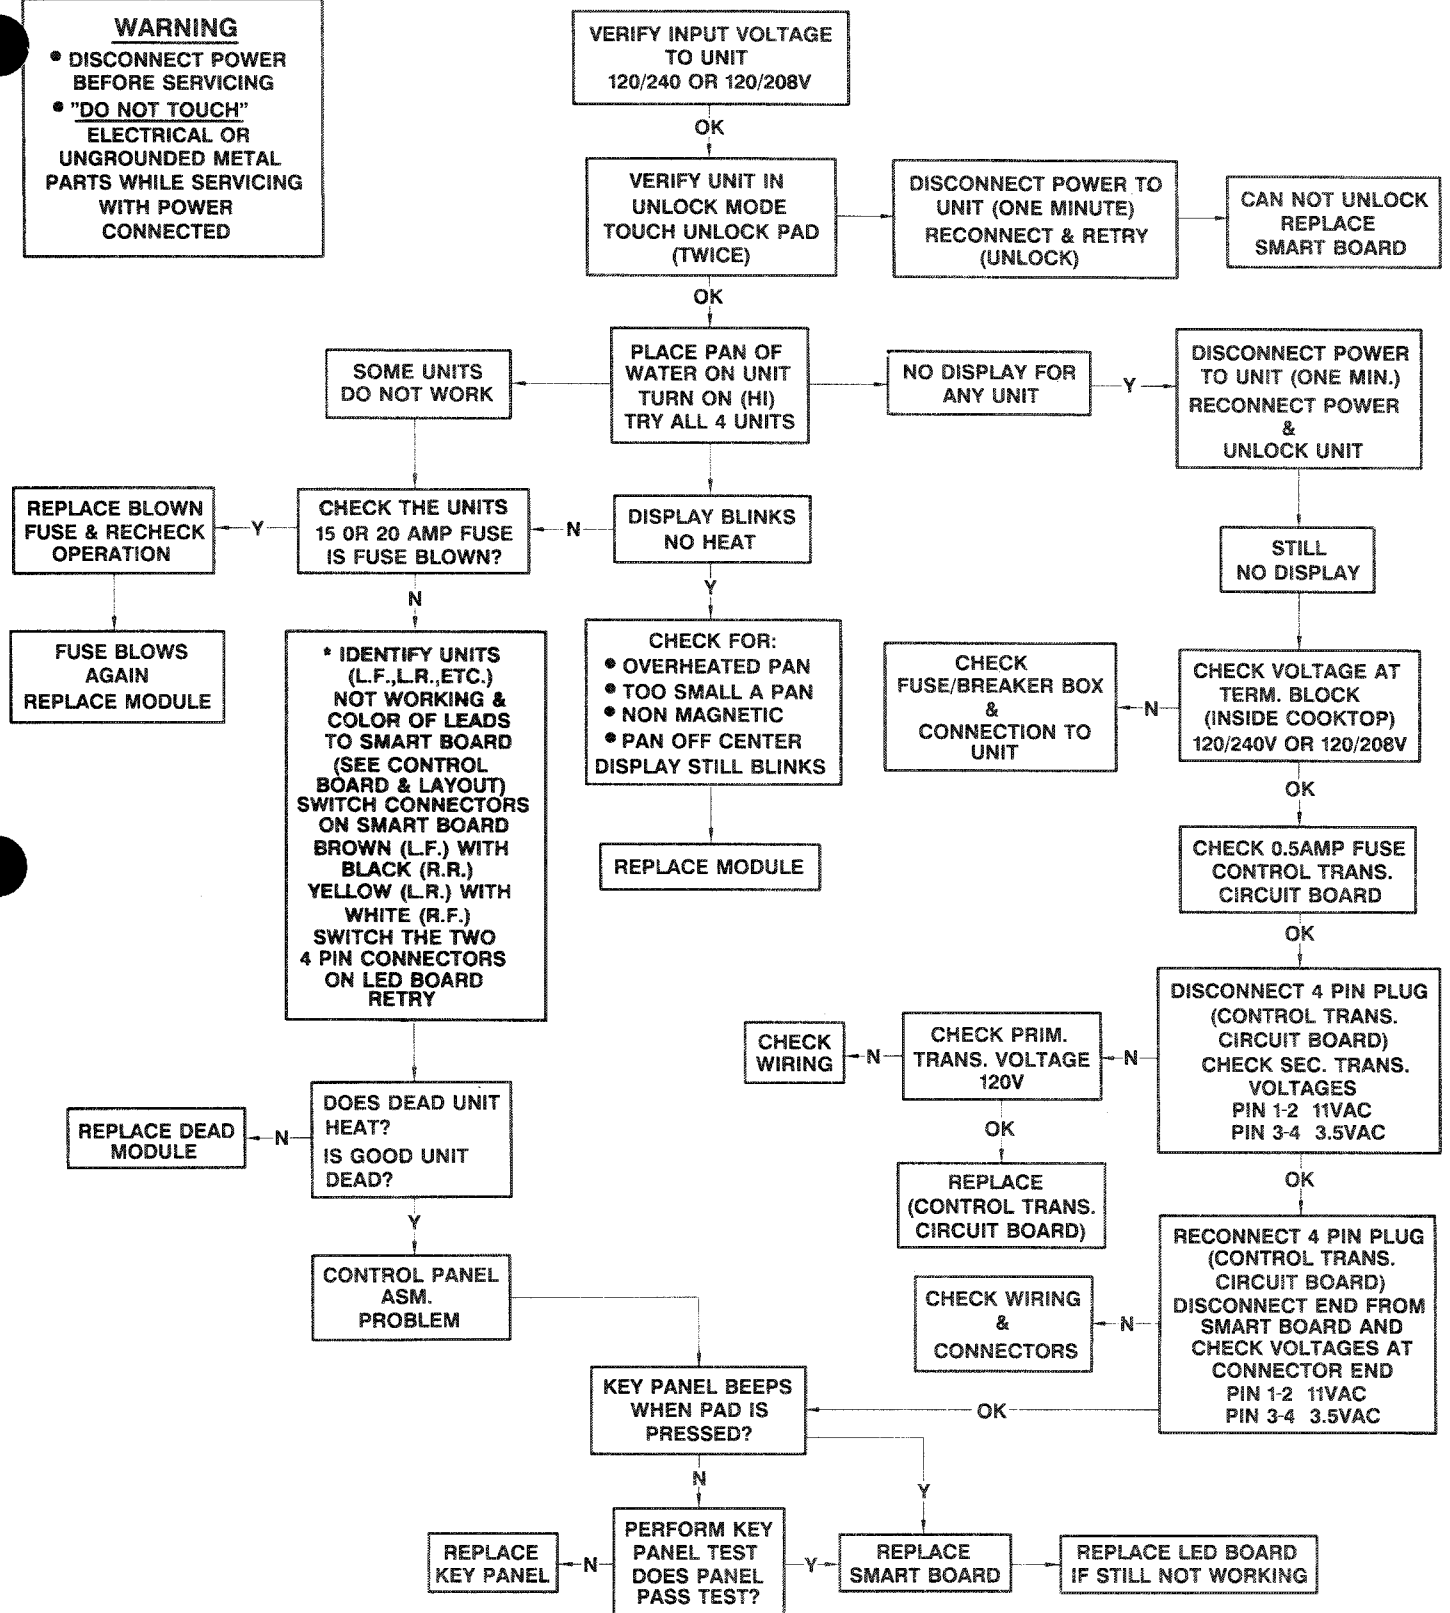 WARNING
• DISCONNECT POWER
BEFORE SERVICING
• "DO NOT TOUCH"
ELECTRICAL OR
UNGROUNDED METAL
PARTS WHILE SERVICING
WITH POWER
CONNECTED
VERIFY INPUT VOLTAGE
TO UNIT
120/240 OR 120/208V
OK
VERIFY UNIT IN
UNLOCK MODE
TOUCH UNLOCK PAD
(TWICE)
DISCONNECT POWER TO
UNIT (ONE MINUTE)
RECONNECT & RETRY
(UNLOCK)
CAN NOT UNLOCK
REPLACE
SMART BOARD
OK
PLACE PAN OF
WATER ON UNIT
TURN ON (HI)
TRY ALL 4 UNITS
SOME UNITS
DO NOT WORK
NO DISPLAY FOR
ANY UNIT
Y
DISCONNECT POWER
TO UNIT (ONE MIN.)
RECONNECT POWER
&
UNLOCK UNIT
REPLACE BLOWN
FUSE & RECHECK
OPERATION
Y
CHECK THE UNITS
15 OR 20 AMP FUSE
IS FUSE BLOWN?
N
DISPLAY BLINKS
NO HEAT
STILL
NO DISPLAY
FUSE BLOWS
AGAIN
REPLACE MODULE
N
* IDENTIFY UNITS
(L.F.,L.R.,ETC.)
NOT WORKING &
COLOR OF LEADS
TO SMART BOARD
(SEE CONTROL
BOARD & LAYOUT)
SWITCH CONNECTORS
ON SMART BOARD
BROWN (L.F.) WITH
BLACK (R.R.)
YELLOW (L.R.) WITH
WHITE (R.F.)
SWITCH THE TWO
4 PIN CONNECTORS
ON LED BOARD
RETRY
Y
CHECK FOR:
• OVERHEATED PAN
• TOO SMALL A PAN
• NON MAGNETIC
• PAN OFF CENTER
DISPLAY STILL BLINKS
REPLACE MODULE
CHECK
FUSE/BREAKER BOX
&
CONNECTION TO
UNIT
N
CHECK VOLTAGE AT
TERM. BLOCK
(INSIDE COOKTOP)
120/240V OR 120/208V
OK
CHECK 0.5AMP FUSE
CONTROL TRANS.
CIRCUIT BOARD
OK
DISCONNECT 4 PIN PLUG
(CONTROL TRANS.
CIRCUIT BOARD)
CHECK SEC. TRANS.
VOLTAGES
PIN 1-2 11VAC
PIN 3-4 3.5VAC
N
CHECK PRIM.
TRANS. VOLTAGE
120V
N
CHECK
WIRING
OK
REPLACE
(CONTROL TRANS.
CIRCUIT BOARD)
OK
RECONNECT 4 PIN PLUG
(CONTROL TRANS.
CIRCUIT BOARD)
DISCONNECT END FROM
SMART BOARD AND
CHECK VOLTAGES AT
CONNECTOR END
PIN 1-2 11VAC
PIN 3-4 3.5VAC
N
CHECK WIRING
&
CONNECTORS
OK
DOES DEAD UNIT
HEAT?
IS GOOD UNIT
DEAD?
N
REPLACE DEAD
MODULE
Y
CONTROL PANEL
ASM.
PROBLEM
KEY PANEL BEEPS
WHEN PAD IS
PRESSED?
N
Y
PERFORM KEY
PANEL TEST
DOES PANEL
PASS TEST?
N
REPLACE
KEY PANEL
Y
REPLACE
SMART BOARD
REPLACE LED BOARD
IF STILL NOT WORKING